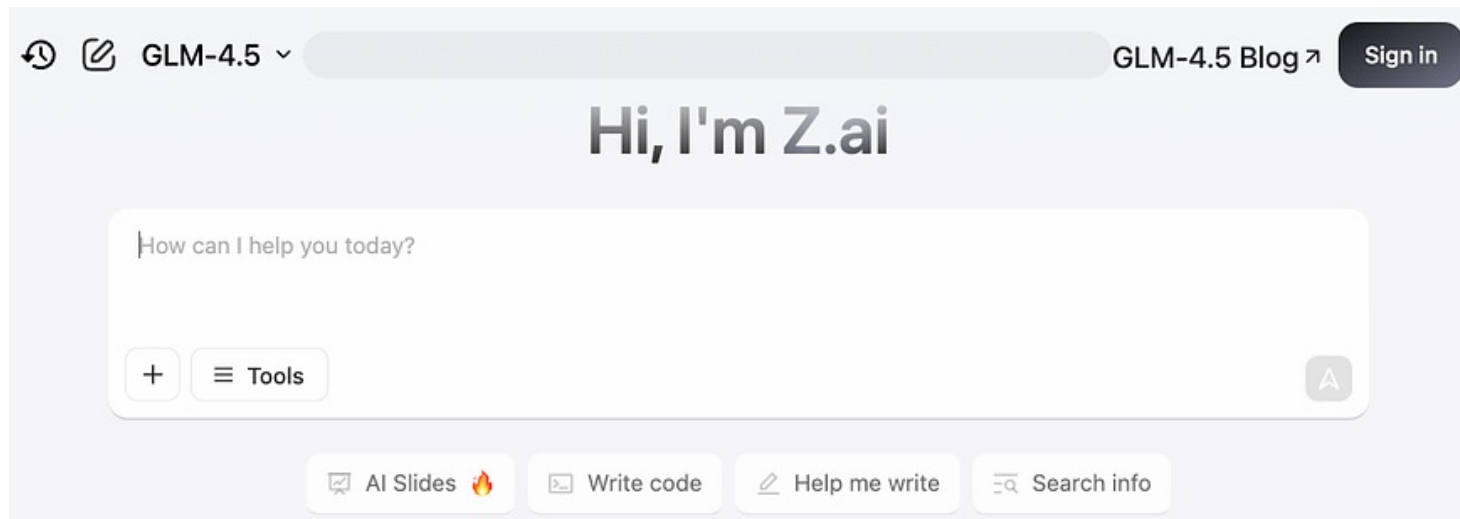 GLM-4.5 GLM-4.5 Blog Sign in
Hi, I'm Z.ai
How can I help you today?
Tools
AI Slides Write code Help me write Search info